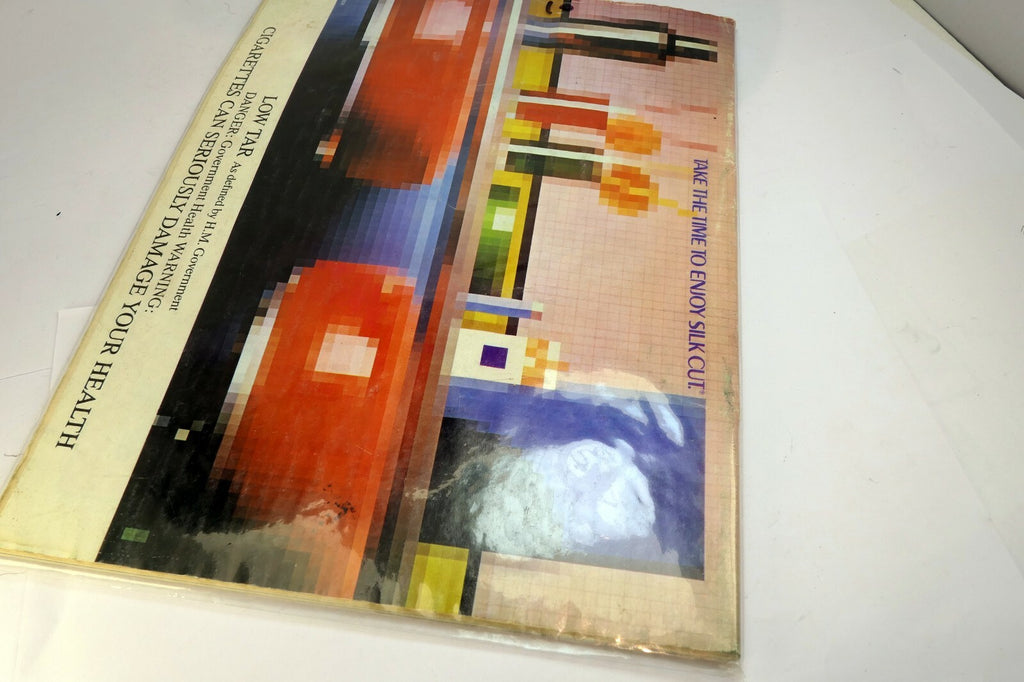 TAKE THE TIME TO ENJOY SILK CUT.
LOW TAR As defined by H.M. Government
DANGER: Government Health WARNING:
CIGARETTES CAN SERIOUSLY DAMAGE YOUR HEALTH